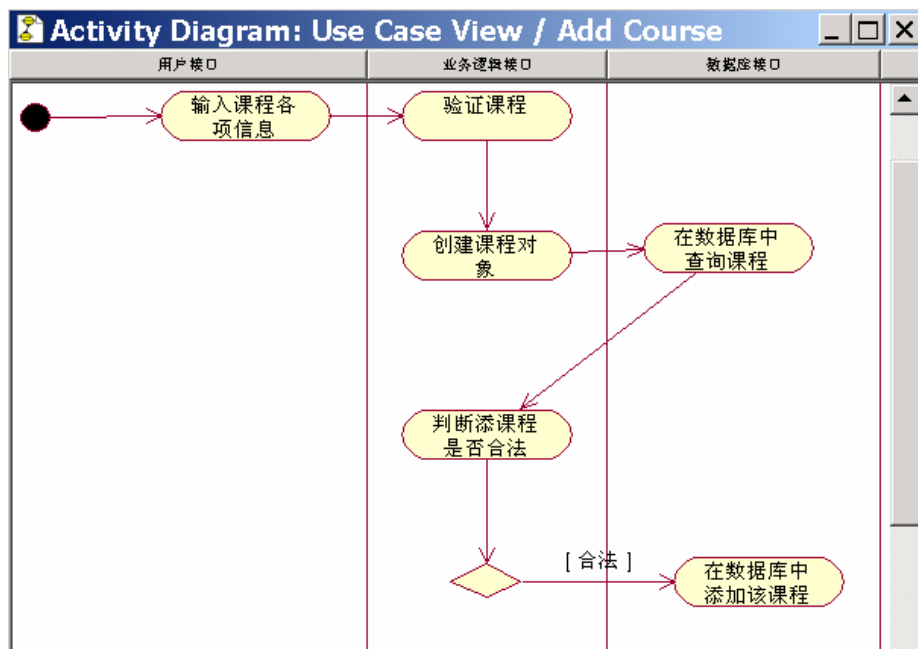 Activity Diagram: Use Case View / Add Course
用户接口
业务逻辑接口
数据库接口
输入课程各
项信息
验证课程
创建课程对
象
在数据库中
查询课程
判断添课程
是否合法
[ 合法 ]
在数据库中
添加该课程